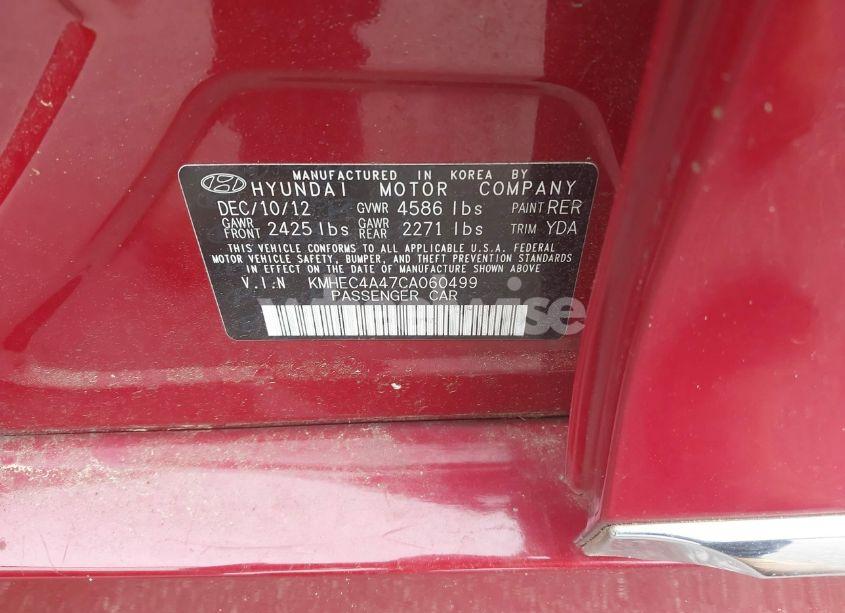 MANUFACTURED IN KOREA BY
HYUNDAI MOTOR COMPANY
DEC/10/12 GVWR 4586 lbs PAINT RER
GAWR FRONT 2425 lbs GAWR REAR 2271 lbs TRIM YDA
THIS VEHICLE CONFORMS TO ALL APPLICABLE U.S.A. FEDERAL
MOTOR VEHICLE SAFETY, BUMPER, AND THEFT PREVENTION STANDARDS
IN EFFECT ON THE DATE OF MANUFACTURE SHOWN ABOVE
V.I.N KMHEC4A47CA060499
PASSENGER CAR